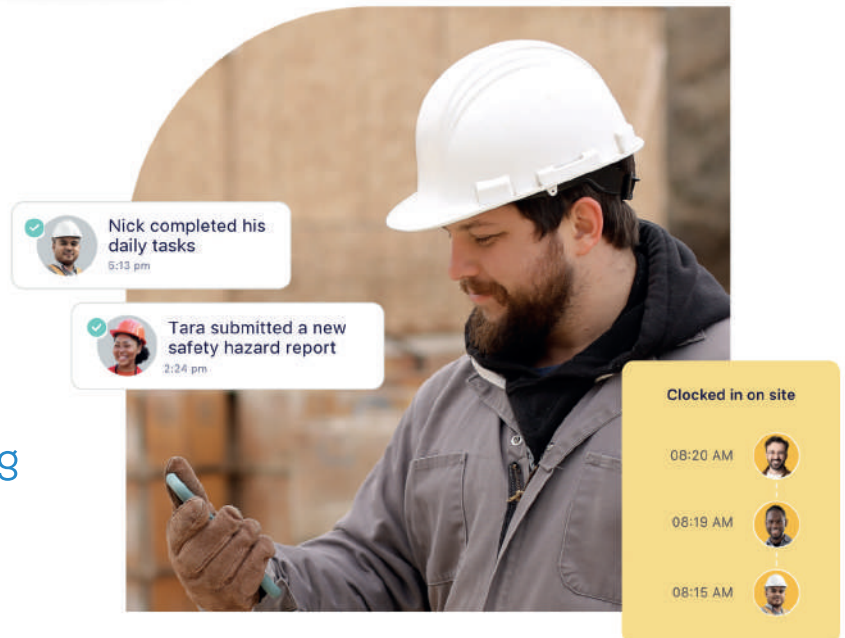 Nick completed his
daily tasks
5:13 pm
Tara submitted a new
safety hazard report
2:24 pm
g
Clocked in on site
08:20 AM
08:19 AM
08:15 AM